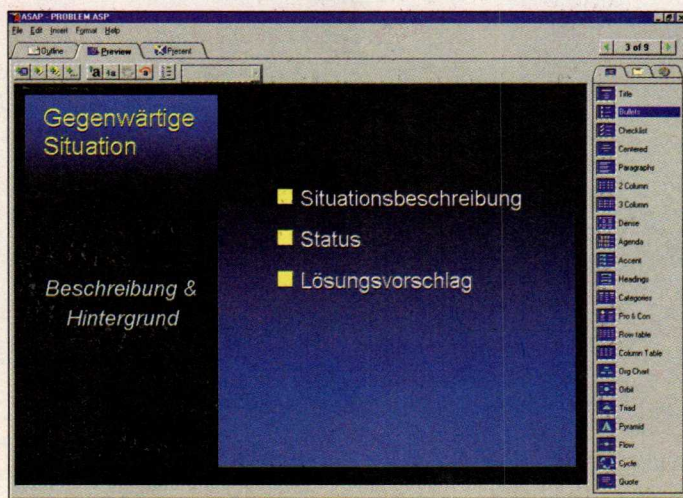 ASAP - PROBLEM.ASP
File Edit Insert Format Help
Outline Preview Present
3 of 9
Gegenwärtige
Situation
Situationsbeschreibung
Status
Lösungsvorschlag
Beschreibung &
Hintergrund
Title
Bullets
Checklist
Centered
Paragraphs
2 Column
3 Column
Dense
Agenda
Accent
Headings
Categories
Pro & Con
Row table
Column Table
Org Chart
Orbit
Triad
Pyramid
Flow
Cycle
Quote